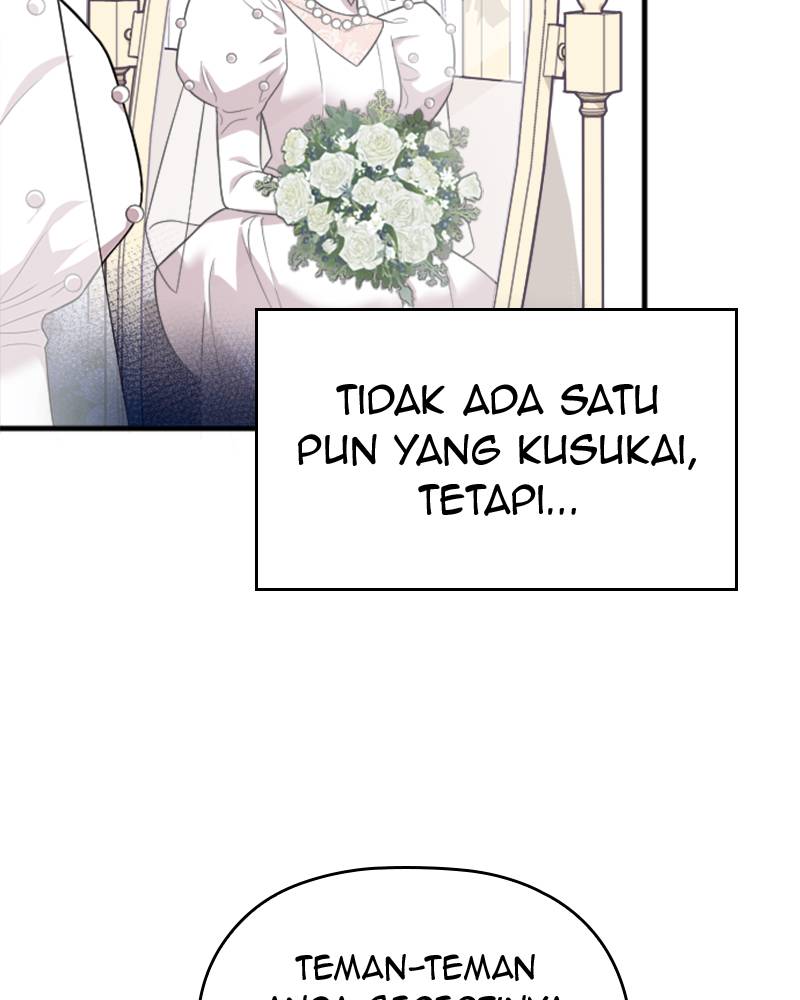 TIDAK ADA SATU
PUN YANG KUSUKAI,
TETAPI...
TEMAN-TEMAN